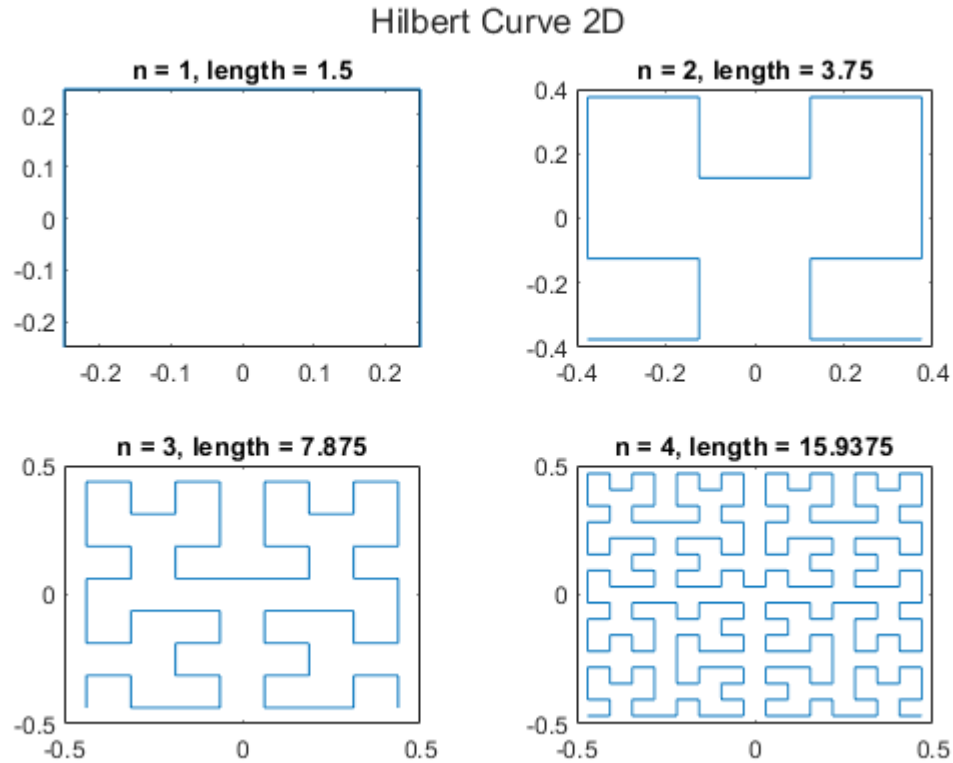 Hilbert Curve 2D
n = 1, length = 1.5
0.2
0.1
0
-0.1
-0.2
-0.2 -0.1 0 0.1 0.2
n = 2, length = 3.75
0.4
0.2
0
-0.2
-0.4
-0.4 -0.2 0 0.2 0.4
n = 3, length = 7.875
0.5
0
-0.5
-0.5 0 0.5
n = 4, length = 15.9375
0.5
0
-0.5
-0.5 0 0.5